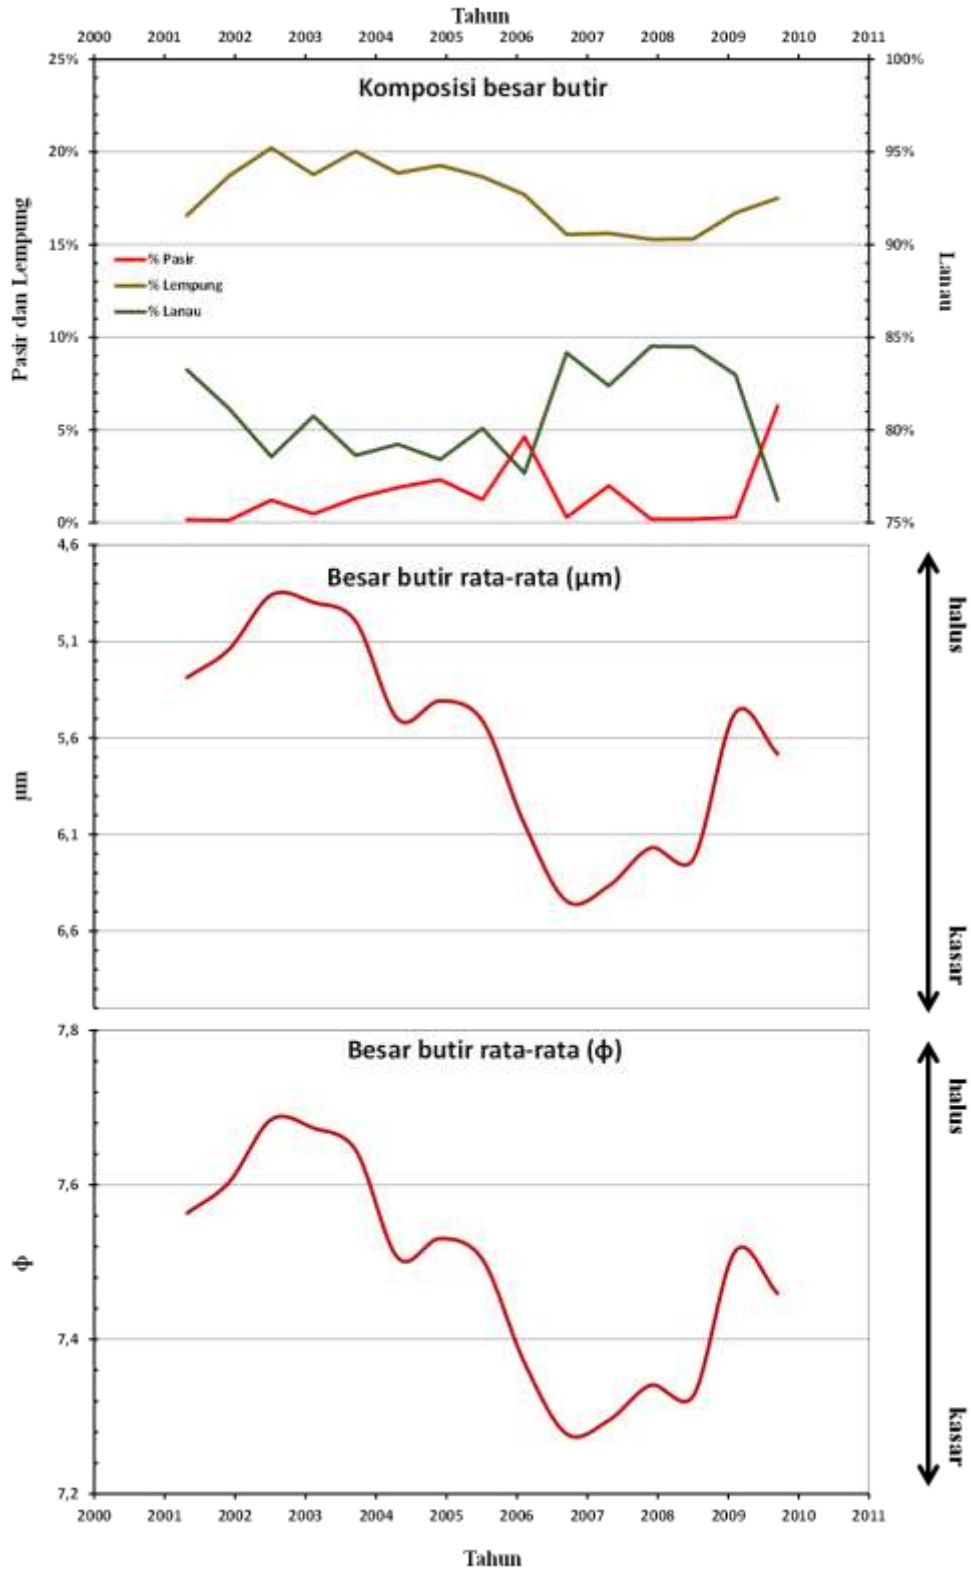 Tahun
2000 2001 2002 2003 2004 2005 2006 2007 2008 2009 2010 2011
Komposisi besar butir
25%
20%
15%
10%
5%
0%
100%
95%
90%
85%
80%
75%
Pasir dan Lempung
Lanau
% Pasir
% Lempung
% Lanau
Besar butir rata-rata (µm)
4,6
5,1
5,6
6,1
6,6
µm
halus
kasar
Besar butir rata-rata (ϕ)
7,8
7,6
7,4
7,2
ϕ
halus
kasar
2000 2001 2002 2003 2004 2005 2006 2007 2008 2009 2010 2011
Tahun